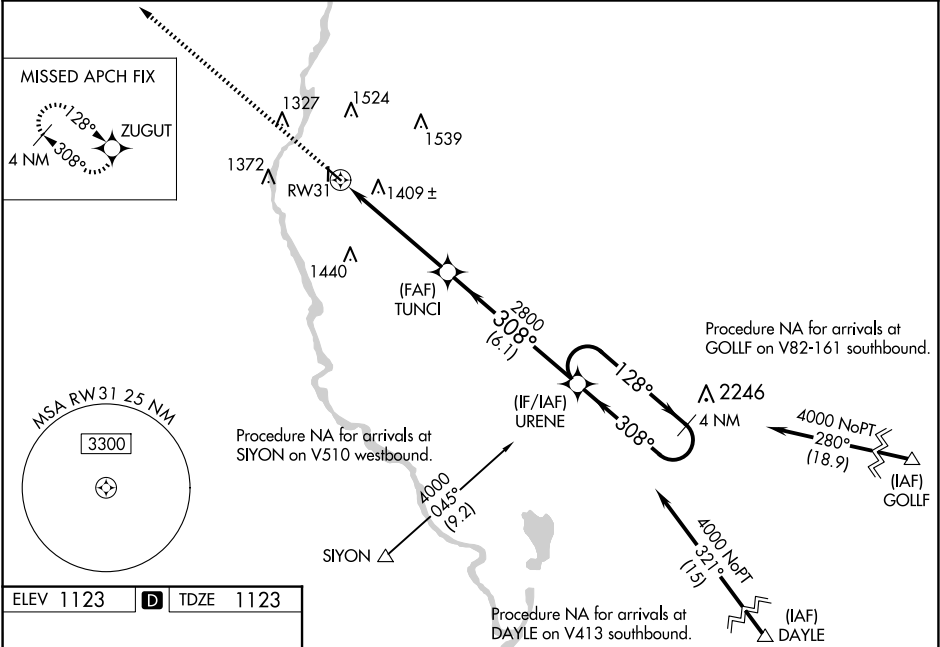 MISSED APCH FIX
128°
ZUGUT
4 NM
308°
1327
1524
1539
1372
RW31
1409 ±
1440
(FAF)
TUNCI
2800
308°
(6.1)
Procedure NA for arrivals at
GOLLF on V82-161 southbound.
128°
2246
(IF/IAF)
URENE
308°
4 NM
4000 NoPT
280°
(18.9)
(IAF)
GOLLF
MSA RW31 25 NM
3300
Procedure NA for arrivals at
SIYON on V510 westbound.
4000
045°
(9.2)
SIYON
4000 NoPT
321°
(15)
(IAF)
DAYLE
Procedure NA for arrivals at
DAYLE on V413 southbound.
ELEV 1123 D TDZE 1123